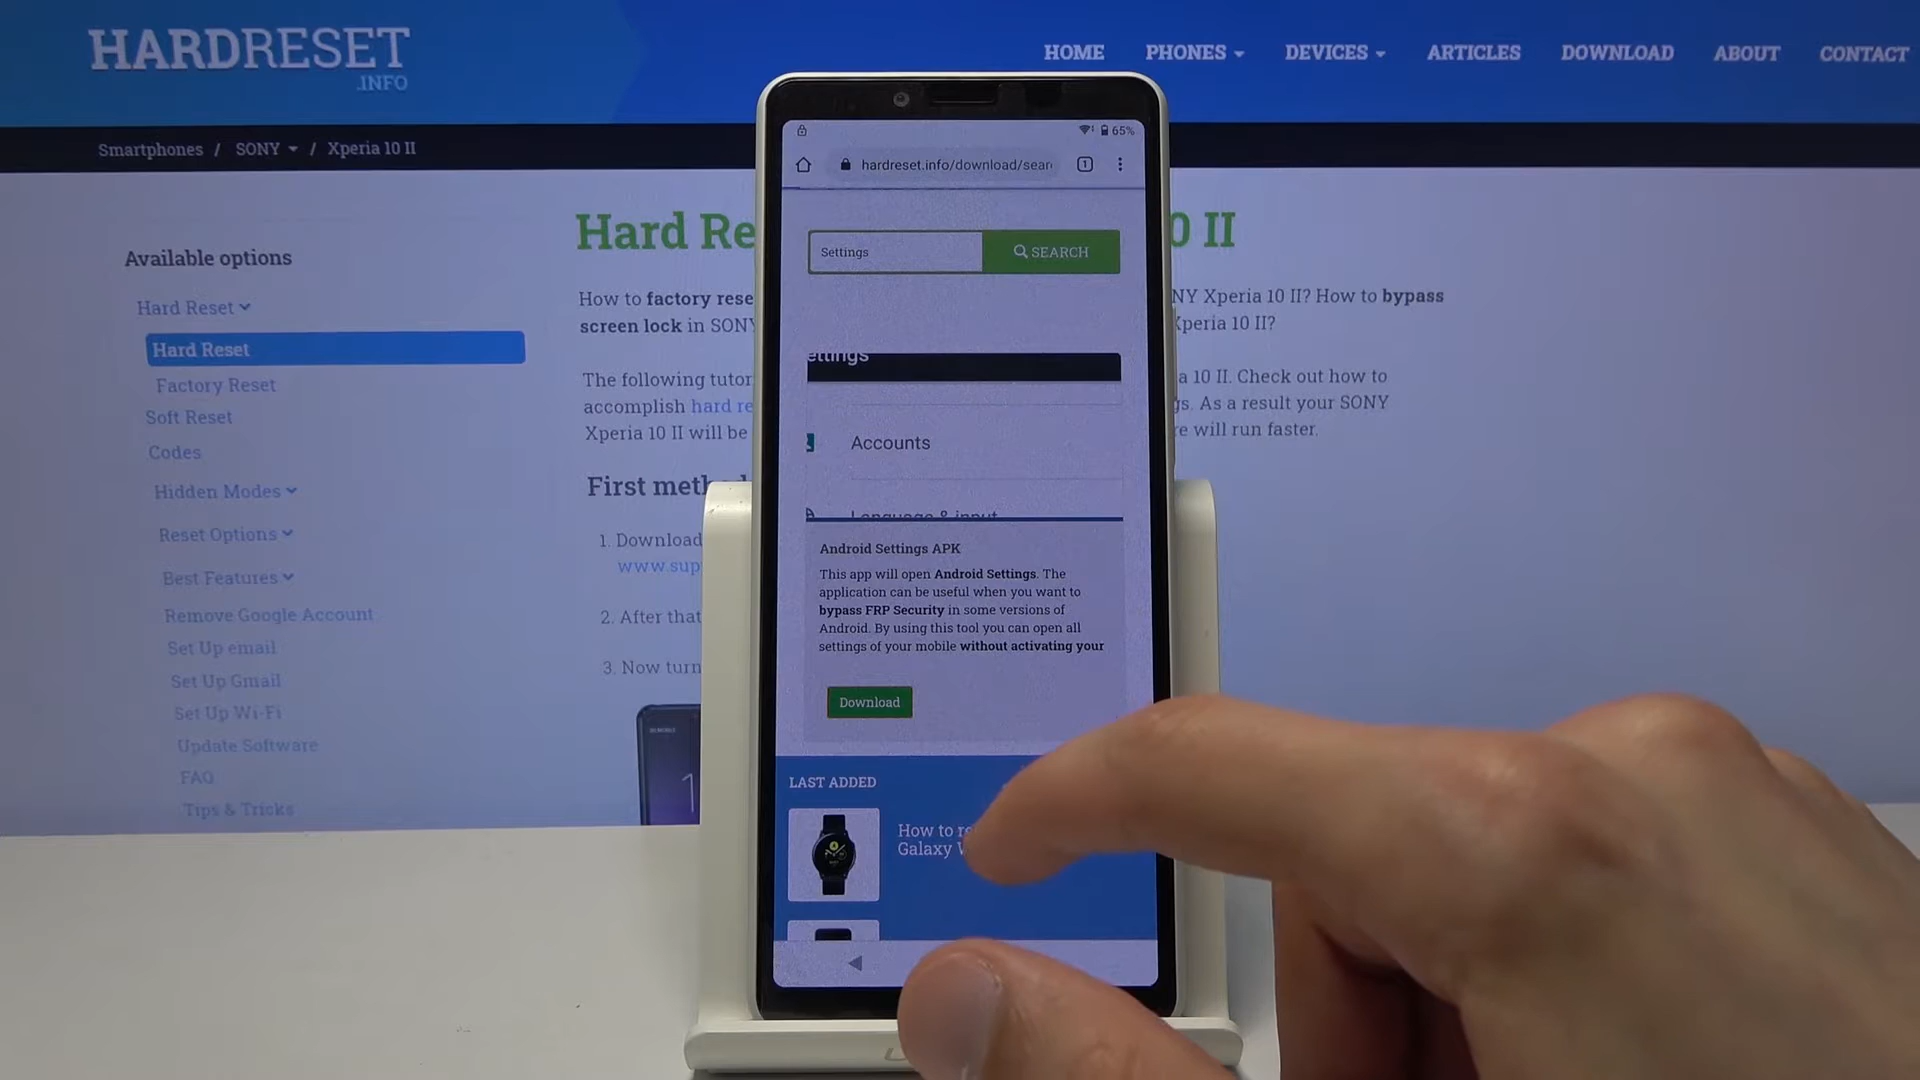 HARDRESET
.INFO
HOME PHONES DEVICES ARTICLES DOWNLOAD ABOUT CONTACT
Smartphones / SONY / Xperia 10 II
Available options
Hard Reset
Hard Reset
Factory Reset
Soft Reset
Codes
Hidden Modes
Reset Options
Best Features
Remove Google Account
Set Up email
Set Up Gmail
Set Up Wi-Fi
Update Software
FAQ
Tips & Tricks
Hard Re
0 II
How to factory rese
NY Xperia 10 II? How to bypass
screen lock in SONY
Xperia 10 II?
The following tutor
a 10 II. Check out how to
accomplish hard re
gs. As a result your SONY
Xperia 10 II will be
re will run faster.
First meth
1. Download
www.sup
2. After that
3. Now turn
65%
hardreset.info/download/sear
1
Settings
SEARCH
ettings
Accounts
Language & input
Android Settings APK
This app will open Android Settings. The
application can be useful when you want to
bypass FRP Security in some versions of
Android. By using this tool you can open all
settings of your mobile without activating your
Download
LAST ADDED
How to re
Galaxy W